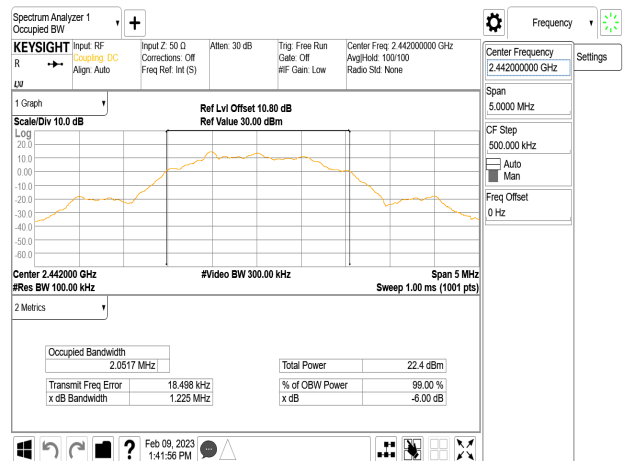 Spectrum Analyzer 1
Occupied BW
Frequency
KEYSIGHT
R
Input: RF
Coupling: DC
Align: Auto
Input Z: 50 Ω
Corrections: Off
Freq Ref: Int (S)
Atten: 30 dB
Trig: Free Run
Gate: Off
#IF Gain: Low
Center Freq: 2.442000000 GHz
Avg|Hold: 100/100
Radio Std: None
Center Frequency
2.442000000 GHz
Settings
Span
5.0000 MHz
CF Step
500.000 kHz
Auto
Man
Freq Offset
0 Hz
1 Graph
Scale/Div 10.0 dB
Ref Lvl Offset 10.80 dB
Ref Value 30.00 dBm
Log
20.0
10.0
0.00
-10.0
-20.0
-30.0
-40.0
-50.0
-60.0
Center 2.442000 GHz
#Res BW 100.00 kHz
#Video BW 300.00 kHz
Span 5 MHz
Sweep 1.00 ms (1001 pts)
2 Metrics
Occupied Bandwidth
2.0517 MHz
Total Power 22.4 dBm
Transmit Freq Error 18.498 kHz
% of OBW Power 99.00 %
x dB Bandwidth 1.225 MHz
x dB -6.00 dB
?
Feb 09, 2023
1:41:56 PM